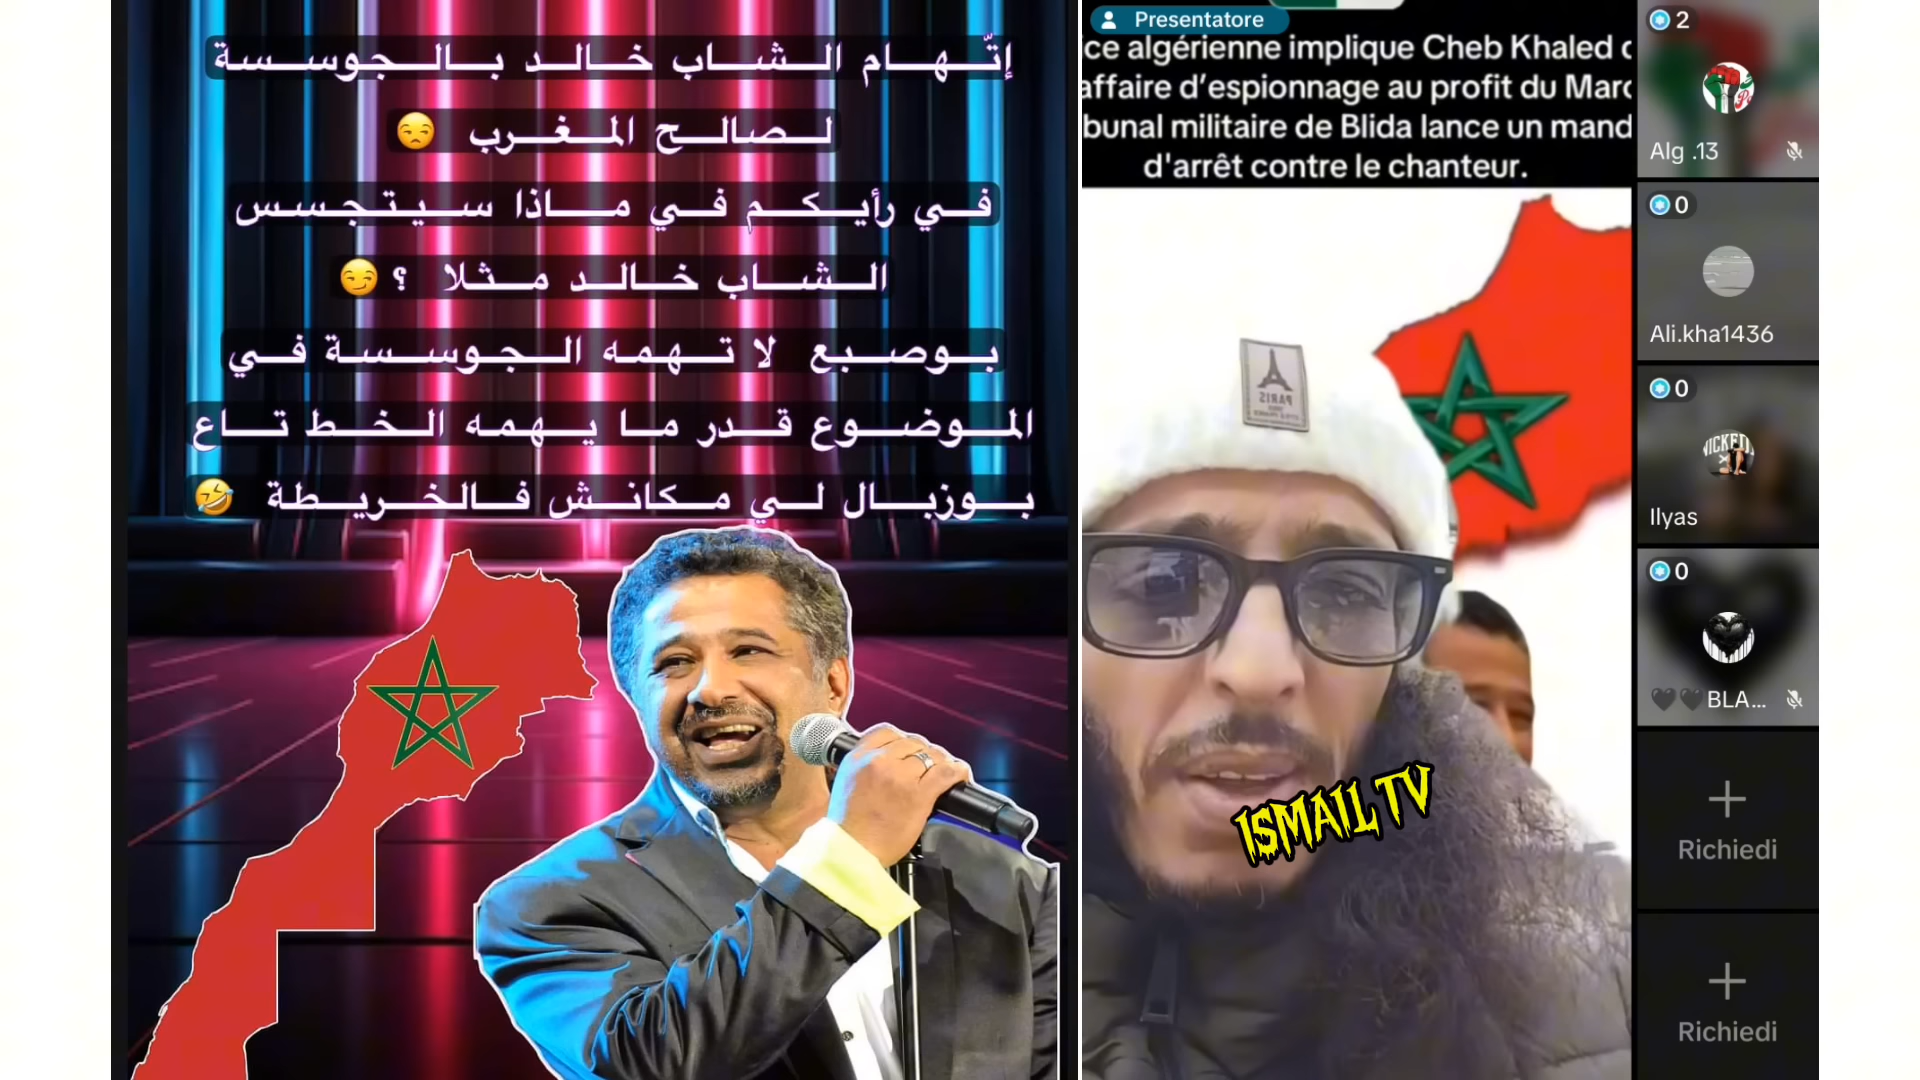 إتّهام الشاب خالد بالجوسسة
لصالح المغرب 😒
في رأيكم في ماذا سيتجسس
الشاب خالد مثلا ؟ 😏
بوصبع لا تهمه الجوسسة في
الموضوع قدر ما يهمه الخط تاع
بوزبال لي مكانش فالخريطة 🤣
Presentatore
ice algérienne implique Cheb Khaled d
affaire d'espionnage au profit du Maro
bunal militaire de Blida lance un mand
d'arrêt contre le chanteur.
PARIS
ISMAIL TV
2
Alg .13
0
Ali.kha1436
0
WICKED
Ilyas
0
🖤🖤BLA...
Richiedi
Richiedi